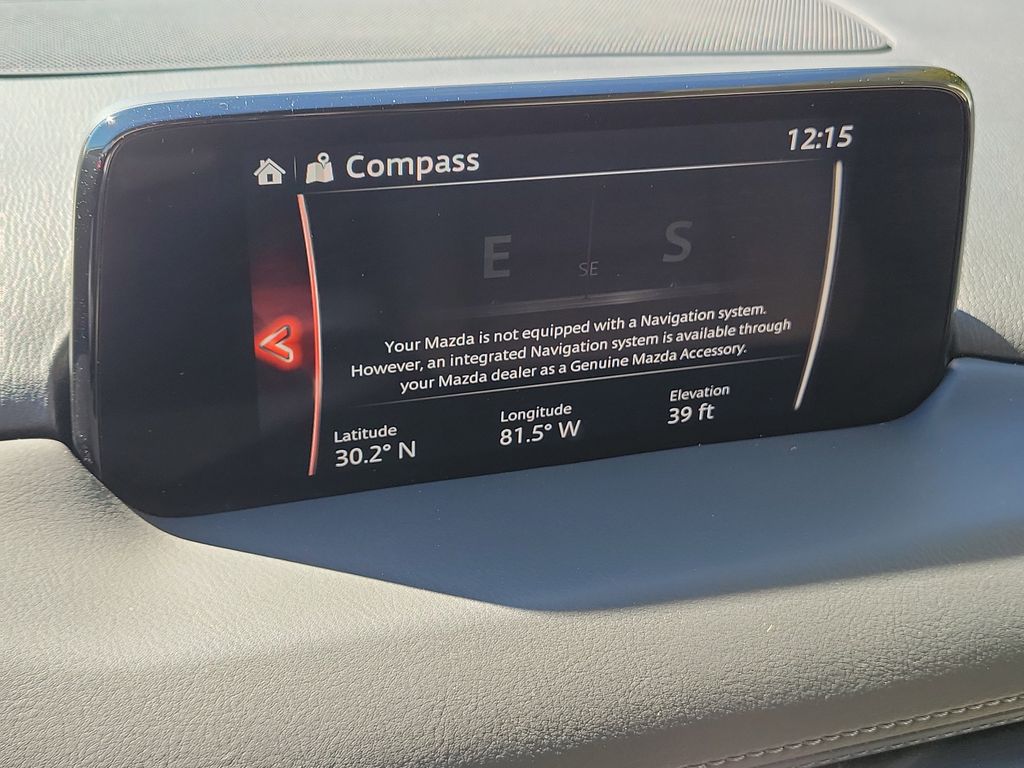 Compass
12:15
E
SE
S
Your Mazda is not equipped with a Navigation system.
However, an integrated Navigation system is available through
your Mazda dealer as a Genuine Mazda Accessory.
Latitude
30.2° N
Longitude
81.5° W
Elevation
39 ft